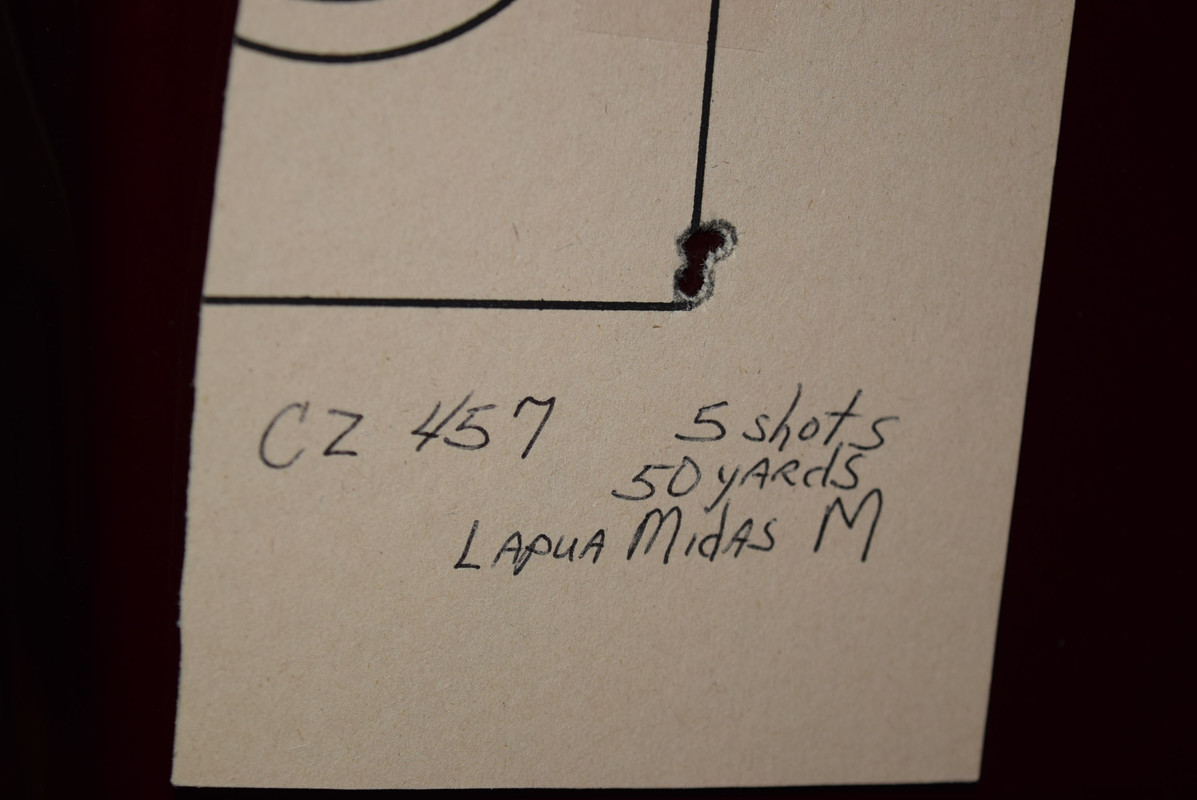 CZ 457 5 shots
50 yARdS
LApuA MidAs M